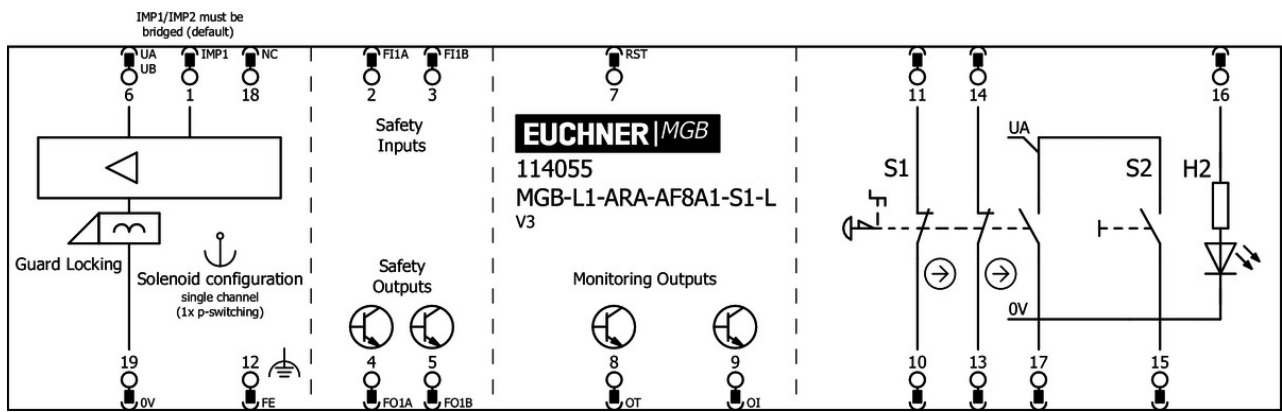 IMP1/IMP2 must be
bridged (default)
UA
UB
IMP1
NC
FI1A
FI1B
RST
6
1
18
2
3
7
11
14
16
Safety
Inputs
EUCHNER MGB
114055
MGB-L1-ARA-AF8A1-S1-L
V3
UA
S1
S2
H2
Guard Locking
Solenoid configuration
single channel
(1x p-switching)
Safety
Outputs
Monitoring Outputs
0V
19
12
4
5
8
9
10
13
17
15
0V
FE
FO1A
FO1B
OT
OI